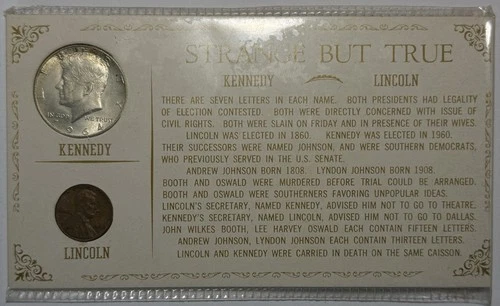 STRANGE BUT TRUE
KENNEDY LINCOLN
THERE ARE SEVEN LETTERS IN EACH NAME. BOTH PRESIDENTS HAD LEGALITY
OF ELECTION CONTESTED. BOTH WERE DIRECTLY CONCERNED WITH ISSUE OF
CIVIL RIGHTS. BOTH WERE SLAIN ON FRIDAY AND IN PRESENCE OF THEIR WIVES.
LINCOLN WAS ELECTED IN 1860. KENNEDY WAS ELECTED IN 1960.
THEIR SUCCESSORS WERE NAMED JOHNSON, AND WERE SOUTHERN DEMOCRATS,
WHO PREVIOUSLY SERVED IN THE U.S. SENATE.
ANDREW JOHNSON BORN 1808. LYNDON JOHNSON BORN 1908.
BOOTH AND OSWALD WERE MURDERED BEFORE TRIAL COULD BE ARRANGED.
BOOTH AND OSWALD WERE SOUTHERNERS FAVORING UNPOPULAR IDEAS.
LINCOLN'S SECRETARY, NAMED KENNEDY, ADVISED HIM NOT TO GO TO THEATRE.
KENNEDY'S SECRETARY, NAMED LINCOLN, ADVISED HIM NOT TO GO TO DALLAS.
JOHN WILKES BOOTH, LEE HARVEY OSWALD EACH CONTAIN FIFTEEN LETTERS.
ANDREW JOHNSON, LYNDON JOHNSON EACH CONTAIN THIRTEEN LETTERS.
LINCOLN AND KENNEDY WERE CARRIED IN DEATH ON THE SAME CAISSON.
IN GOD WE TRUST
1964
KENNEDY
LINCOLN